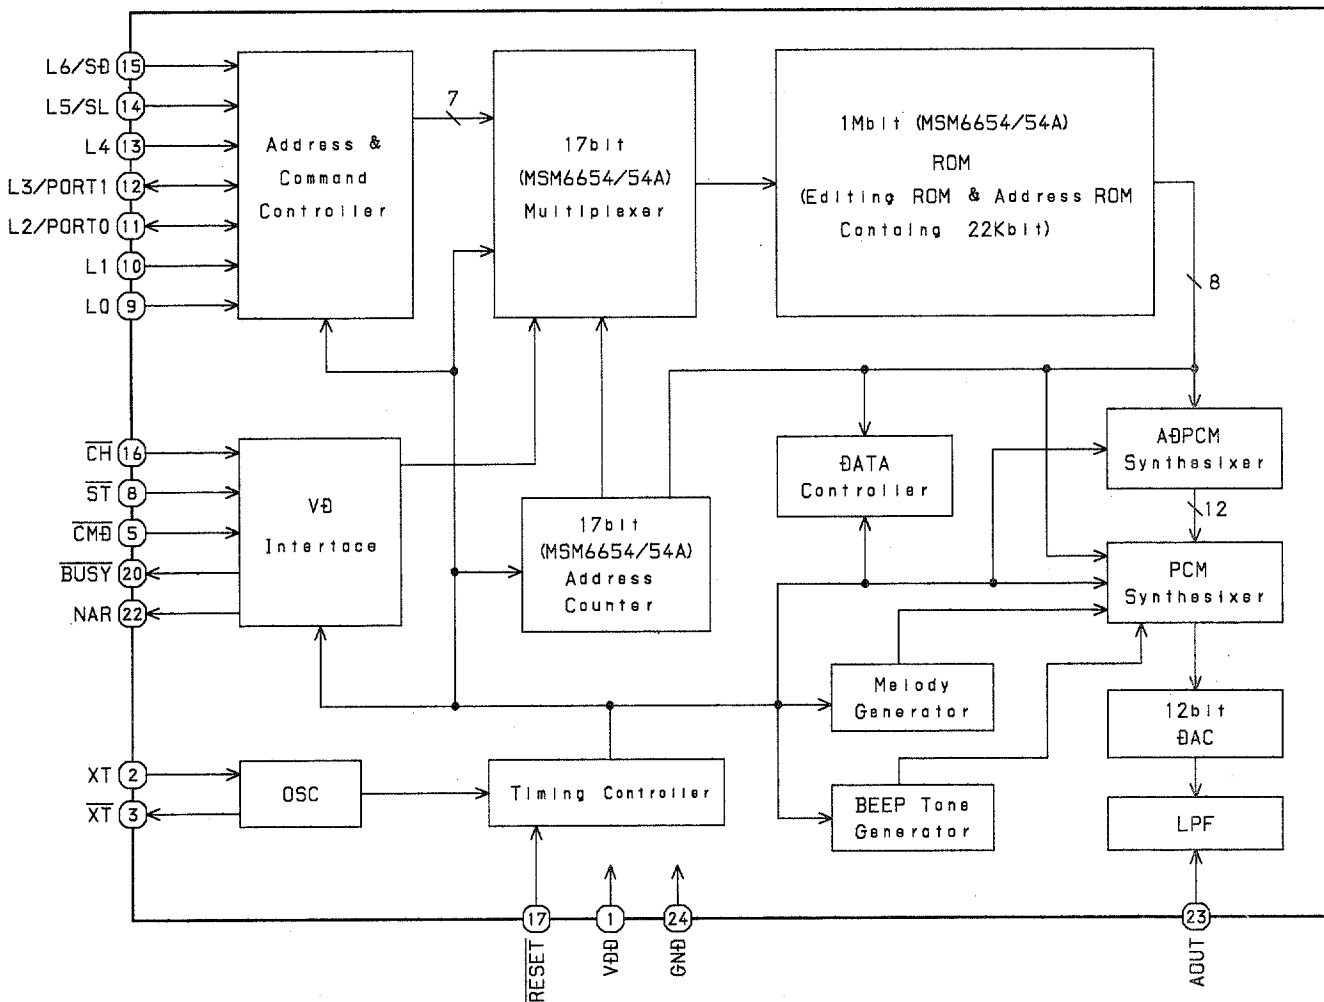 L6/SD 15
L5/SL 14
L4 13
L3/PORT1 12
L2/PORT0 11
L1 10
L0 9
Address &
Command
Controller
7
17bit
(MSM6654/54A)
Multiplexer
1Mbit (MSM6654/54A)
ROM
(Editing ROM & Address ROM
Containg 22Kbit)
8
CH 16
ST 8
CMD 5
BUSY 20
NAR 22
VD
Interface
17bit
(MSM6654/54A)
Address
Counter
DATA
Controller
ADPCM
Synthesixer
12
PCM
Synthesixer
Melody
Generator
12bit
DAC
XT 2
XT 3
OSC
Timing Controller
BEEP Tone
Generator
LPF
17
1
24
23
RESET
VDD
GND
AOUT